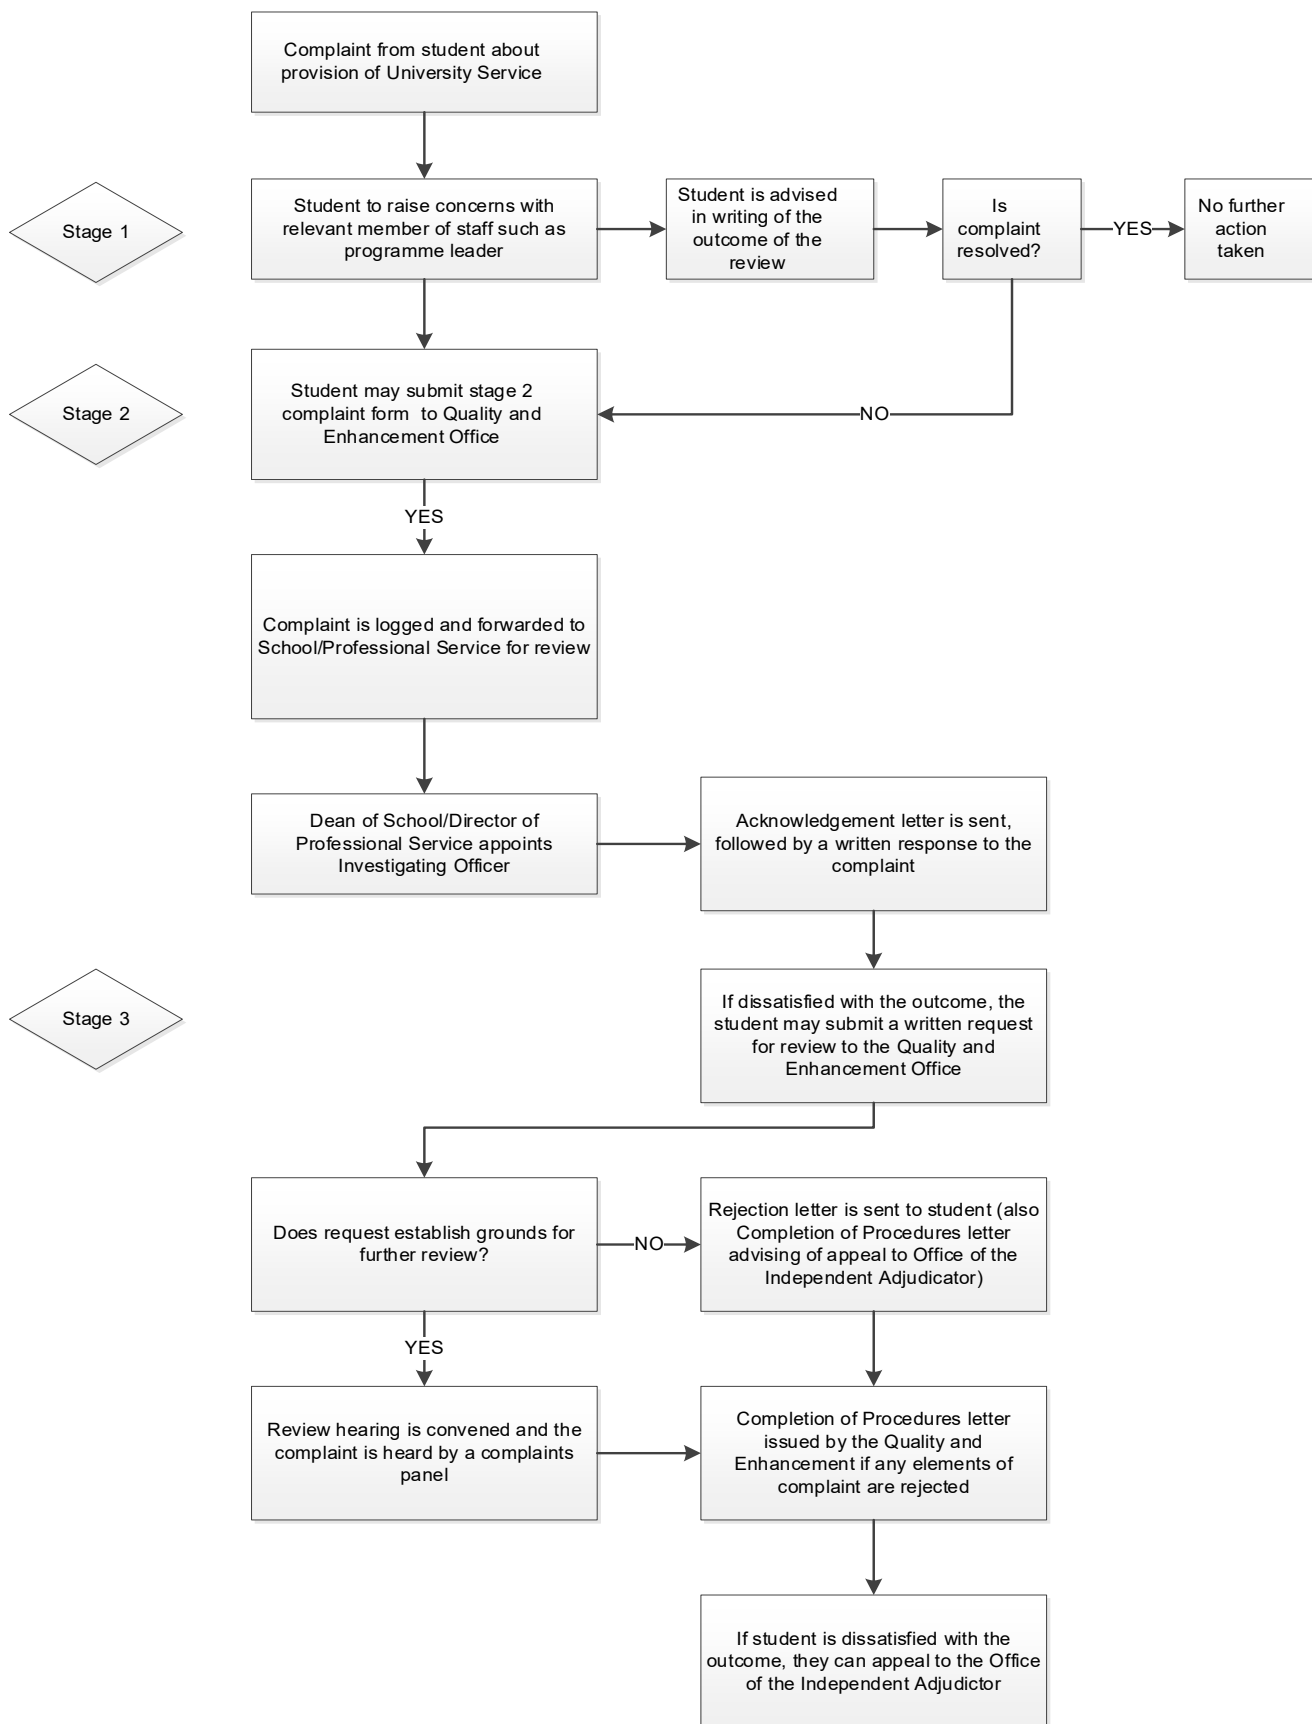 Complaint from student about
provision of University Service
Stage 1
Student to raise concerns with
relevant member of staff such as
programme leader
Student is advised
in writing of the
outcome of the
review
Is
complaint
resolved?
YES
No further
action
taken
Stage 2
Student may submit stage 2
complaint form to Quality and
Enhancement Office
NO
YES
Complaint is logged and forwarded to
School/Professional Service for review
Dean of School/Director of
Professional Service appoints
Investigating Officer
Acknowledgement letter is sent,
followed by a written response to the
complaint
Stage 3
If dissatisfied with the outcome, the
student may submit a written request
for review to the Quality and
Enhancement Office
Does request establish grounds for
further review?
NO
Rejection letter is sent to student (also
Completion of Procedures letter
advising of appeal to Office of the
Independent Adjudicator)
YES
Review hearing is convened and the
complaint is heard by a complaints
panel
Completion of Procedures letter
issued by the Quality and
Enhancement if any elements of
complaint are rejected
If student is dissatisfied with the
outcome, they can appeal to the Office
of the Independent Adjudictor